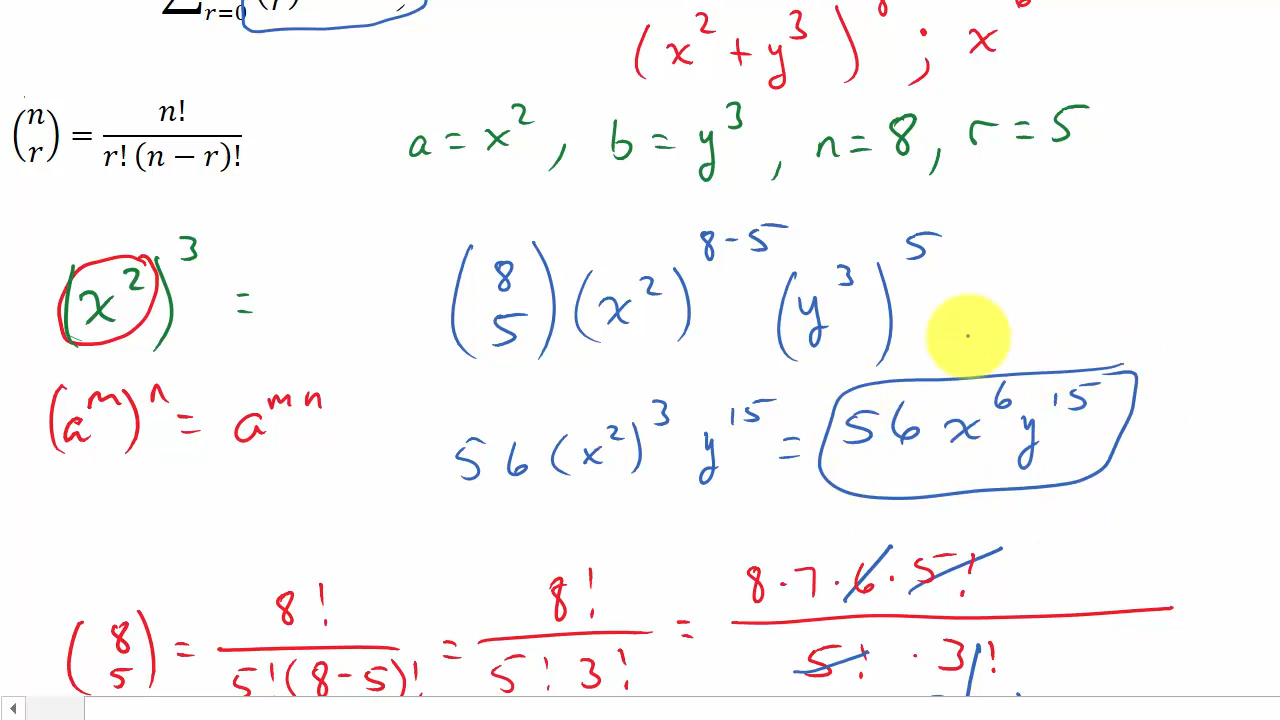 ∑_{r=0} (r)
(x² + y³)⁸ ; x⁶
(n r) = n! / r! (n − r)!
a = x² , b = y³ , n = 8 , r = 5
(x²)³ =
(8 5) (x²)^{8-5} (y³)⁵
(a^m)^n = a^{mn}
56 (x²)³ y¹⁵ = 56 x⁶ y¹⁵
(8 5) = 8! / 5!(8-5)! = 8! / 5! 3! = 8·7·6·5! / 5! · 3!